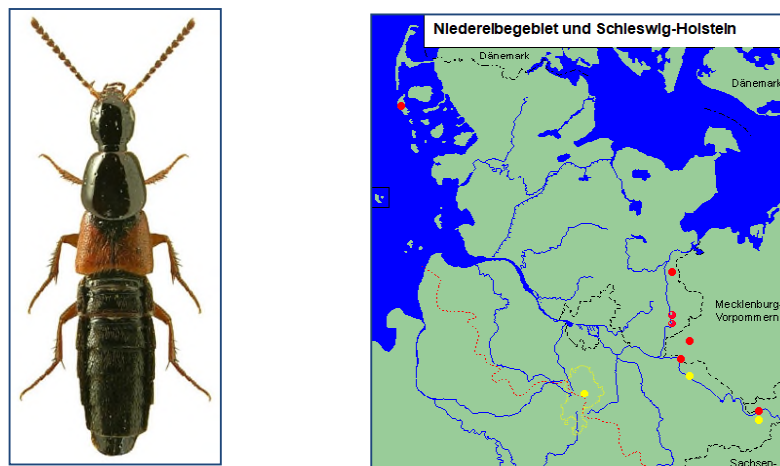 Niederelbegebiet und Schleswig-Holstein
Dänemark
Dänemark
Mecklenburg-
Vorpommern
Sachsen-